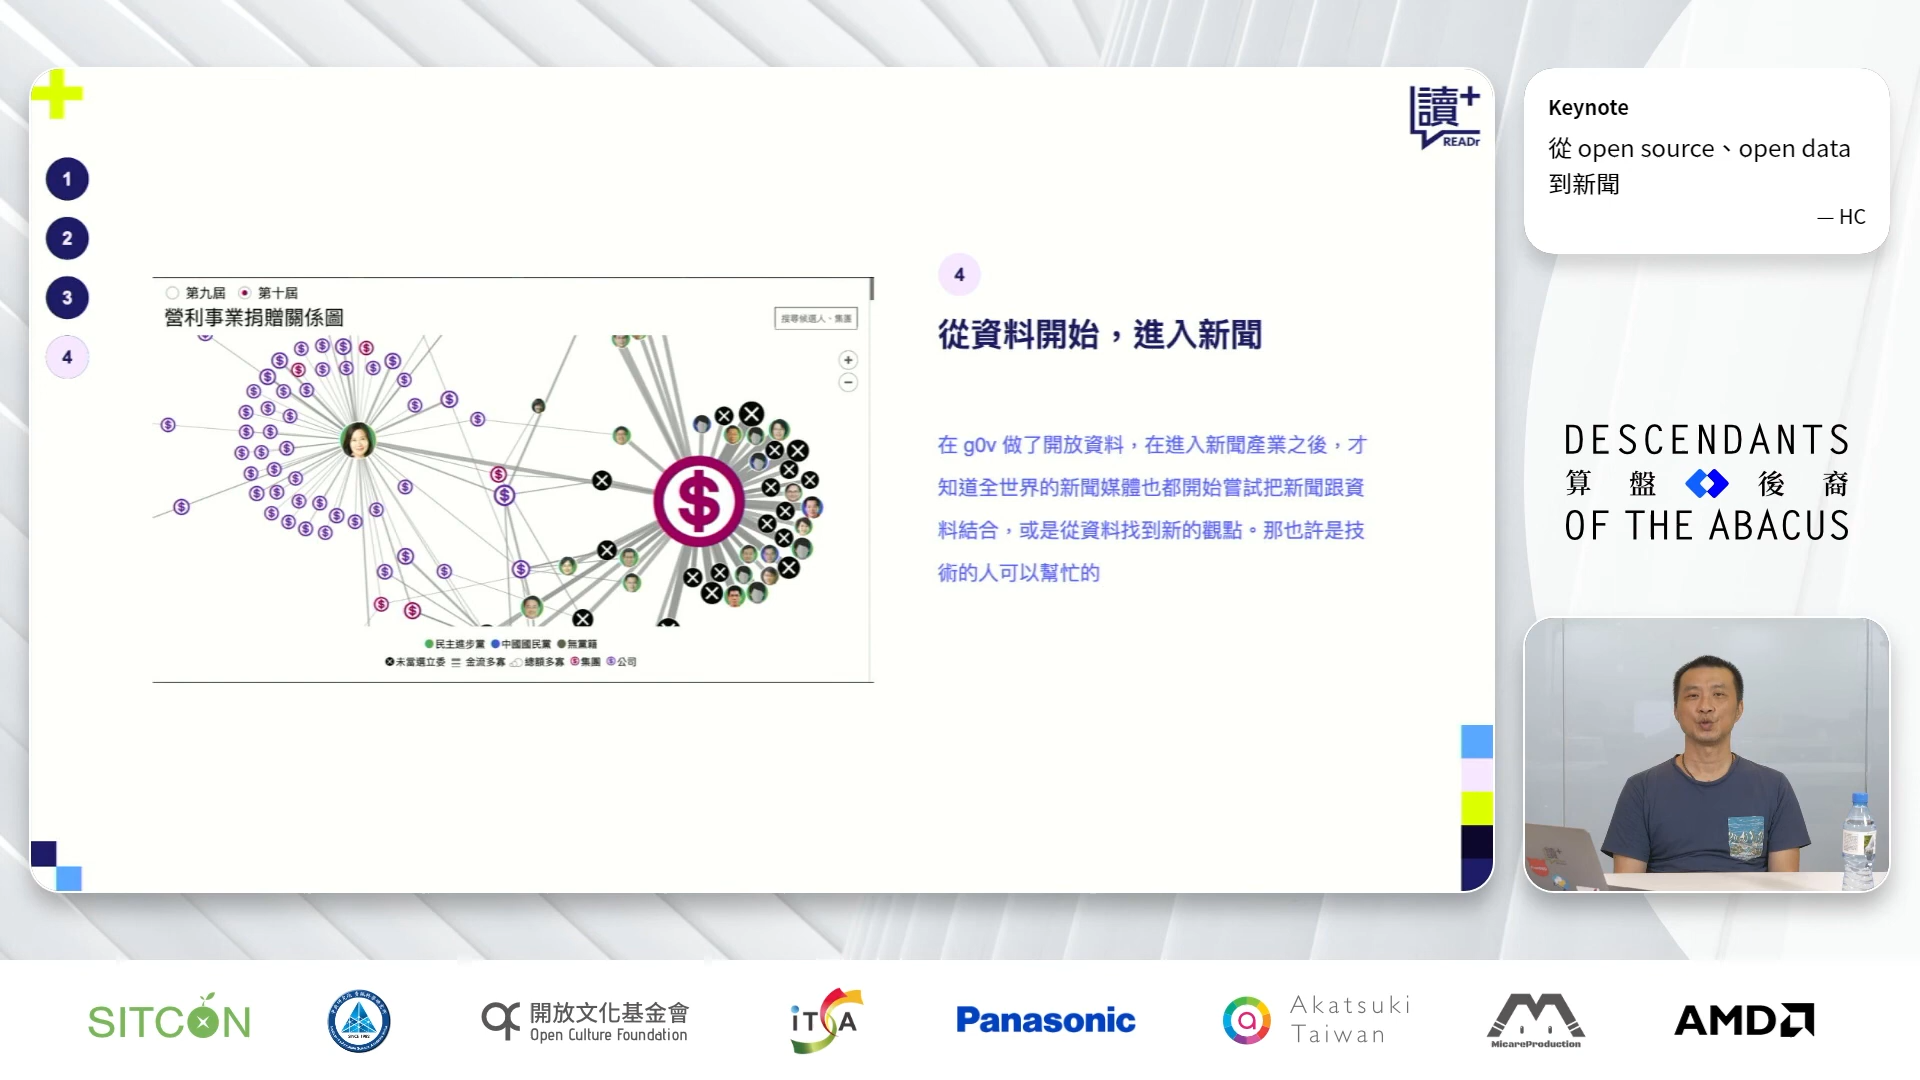 讀+
READr
1
2
3
4
第九屆 第十屆
營利事業捐贈關係圖
搜尋候選人、集團
+
−
民主進步黨 中國國民黨 無黨籍
未當選立委 金流多寡 總額多寡 集團 公司
4
從資料開始，進入新聞
在 g0v 做了開放資料，在進入新聞產業之後，才
知道全世界的新聞媒體也都開始嘗試把新聞跟資
料結合，或是從資料找到新的觀點。那也許是技
術的人可以幫忙的
Keynote
從 open source、open data
到新聞
— HC
DESCENDANTS
算盤後裔
OF THE ABACUS
SITCON
開放文化基金會
Open Culture Foundation
iTSA
Panasonic
Akatsuki
Taiwan
MicareProduction
AMD